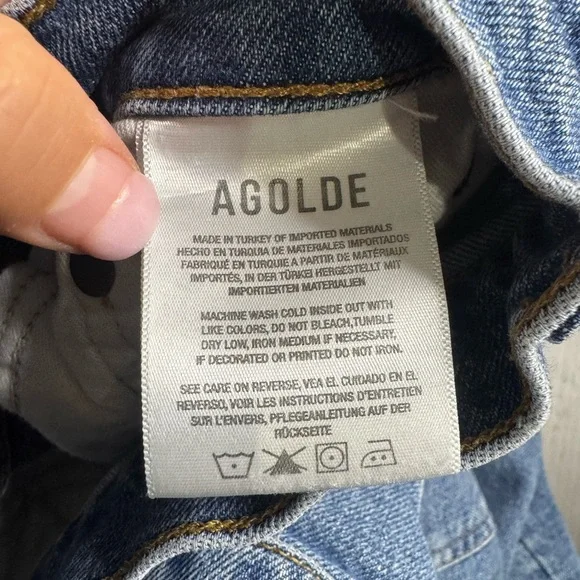 AGOLDE
MADE IN TURKEY OF IMPORTED MATERIALS
HECHO EN TURQUIA DE MATERIALES IMPORTADOS
FABRIQUÉ EN TURQUIE A PARTIR DE MATÉRIAUX
IMPORTÉS, IN DER TÜRKEI HERGESTELLT MIT
IMPORTIERTEN MATERIALIEN
MACHINE WASH COLD INSIDE OUT WITH
LIKE COLORS, DO NOT BLEACH,TUMBLE
DRY LOW, IRON MEDIUM IF NECESSARY,
IF DECORATED OR PRINTED DO NOT IRON.
SEE CARE ON REVERSE, VEA EL CUIDADO EN EL
REVERSO, VOIR LES INSTRUCTIONS D'ENTRETIEN
SUR L'ENVERS, PFLEGEANLEITUNG AUF DER
RÜCKSEITE